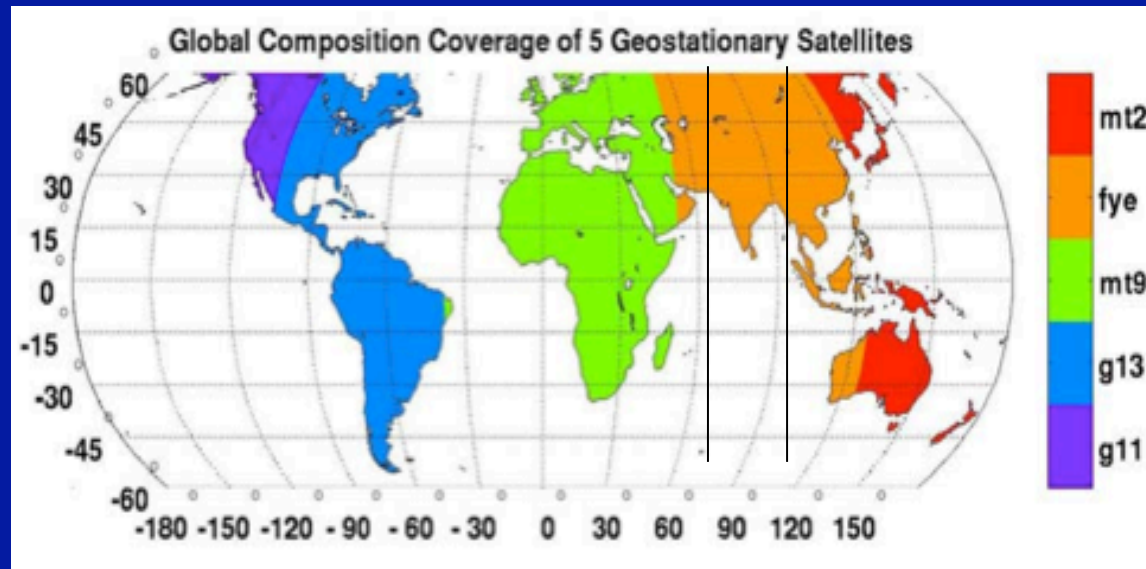 Global Composition Coverage of 5 Geostationary Satellites
60
45
30
15
0
-15
-30
-45
-60
-180 -150 -120 -90 -60 -30 0 30 60 90 120 150
mt2
fye
mt9
g13
g11